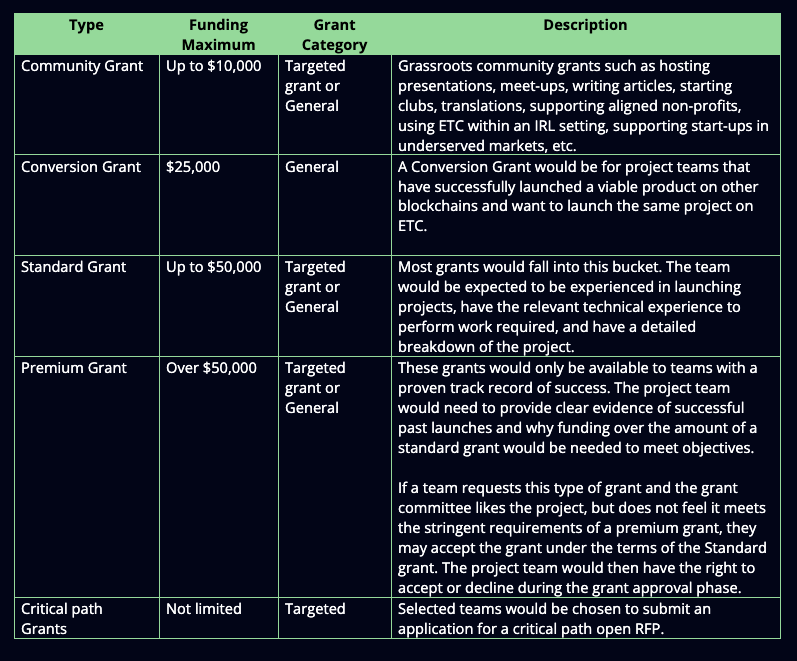 Type
Funding
Maximum
Grant
Category
Description
Community Grant
Up to $10,000
Targeted
grant or
General
Grassroots community grants such as hosting
presentations, meet-ups, writing articles, starting
clubs, translations, supporting aligned non-profits,
using ETC within an IRL setting, supporting start-ups in
underserved markets, etc.
Conversion Grant
$25,000
General
A Conversion Grant would be for project teams that
have successfully launched a viable product on other
blockchains and want to launch the same project on
ETC.
Standard Grant
Up to $50,000
Targeted
grant or
General
Most grants would fall into this bucket. The team
would be expected to be experienced in launching
projects, have the relevant technical experience to
perform work required, and have a detailed
breakdown of the project.
Premium Grant
Over $50,000
Targeted
grant or
General
These grants would only be available to teams with a
proven track record of success. The project team
would need to provide clear evidence of successful
past launches and why funding over the amount of a
standard grant would be needed to meet objectives.
If a team requests this type of grant and the grant
committee likes the project, but does not feel it meets
the stringent requirements of a premium grant, they
may accept the grant under the terms of the Standard
grant. The project team would then have the right to
accept or decline during the grant approval phase.
Critical path
Grants
Not limited
Targeted
Selected teams would be chosen to submit an
application for a critical path open RFP.